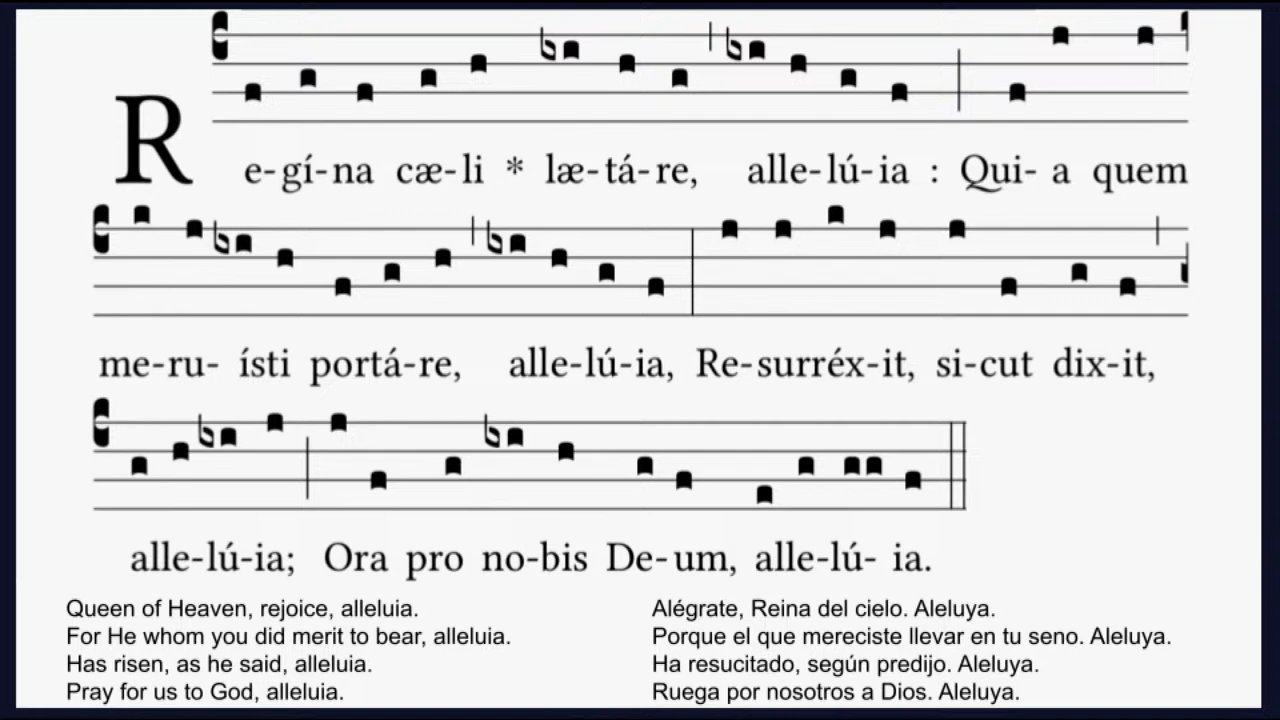 Re-gí-na cæ-li * læ-tá-re, alle-lú-ia : Qui- a quem
me-ru- ísti portá-re, alle-lú-ia, Re-surréx-it, si-cut dix-it,
alle-lú-ia; Ora pro no-bis De-um, alle-lú- ia.
Queen of Heaven, rejoice, alleluia.
For He whom you did merit to bear, alleluia.
Has risen, as he said, alleluia.
Pray for us to God, alleluia.
Alégrate, Reina del cielo. Aleluya.
Porque el que mereciste llevar en tu seno. Aleluya.
Ha resucitado, según predijo. Aleluya.
Ruega por nosotros a Dios. Aleluya.